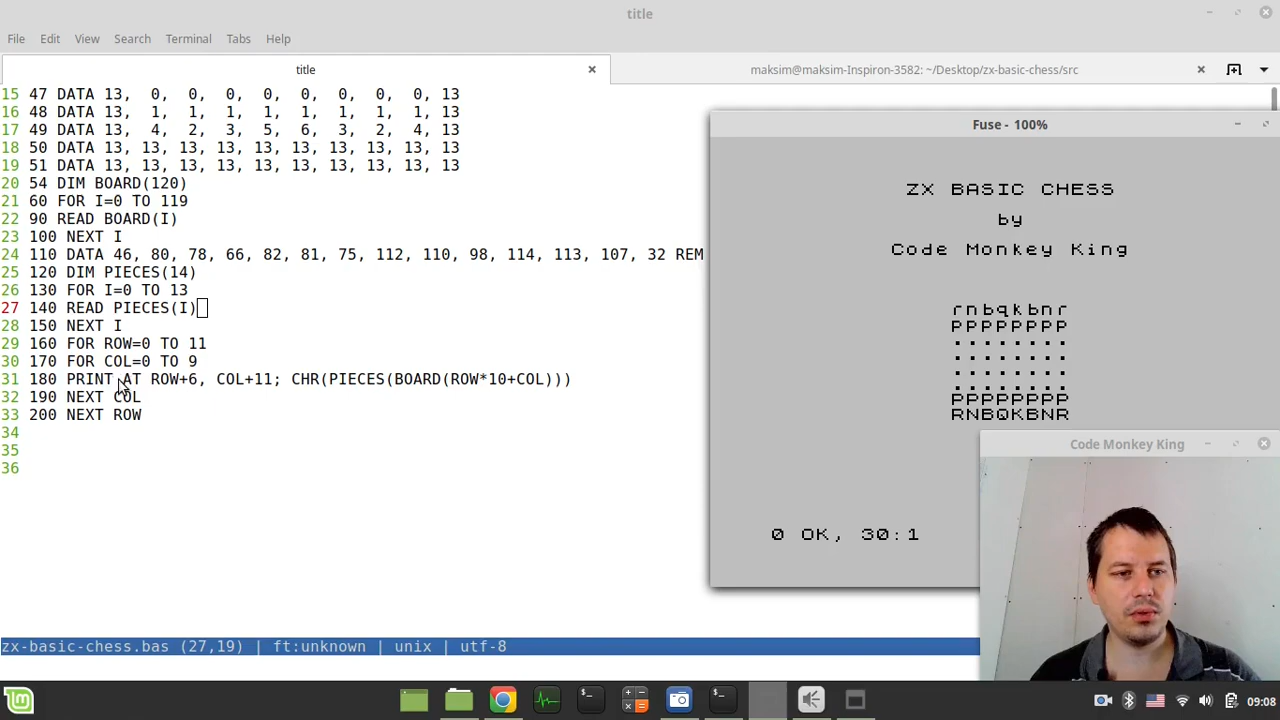 title
File Edit View Search Terminal Tabs Help
title
maksim@maksim-Inspiron-3582: ~/Desktop/zx-basic-chess/src
15 47 DATA 13, 0, 0, 0, 0, 0, 0, 0, 0, 13
16 48 DATA 13, 1, 1, 1, 1, 1, 1, 1, 1, 13
17 49 DATA 13, 4, 2, 3, 5, 6, 3, 2, 4, 13
18 50 DATA 13, 13, 13, 13, 13, 13, 13, 13, 13, 13
19 51 DATA 13, 13, 13, 13, 13, 13, 13, 13, 13, 13
20 54 DIM BOARD(120)
21 60 FOR I=0 TO 119
22 90 READ BOARD(I)
23 100 NEXT I
24 110 DATA 46, 80, 78, 66, 82, 81, 75, 112, 110, 98, 114, 113, 107, 32 REM
25 120 DIM PIECES(14)
26 130 FOR I=0 TO 13
27 140 READ PIECES(I)
28 150 NEXT I
29 160 FOR ROW=0 TO 11
30 170 FOR COL=0 TO 9
31 180 PRINT AT ROW+6, COL+11; CHR(PIECES(BOARD(ROW*10+COL)))
32 190 NEXT COL
33 200 NEXT ROW
34
35
36
zx-basic-chess.bas (27,19) | ft:unknown | unix | utf-8
Fuse - 100%
ZX BASIC CHESS
by
Code Monkey King
rnbqkbnr
PPPPPPPP
........
........
........
........
PPPPPPPP
RNBQKBNR
0 OK, 30:1
Code Monkey King
09:08